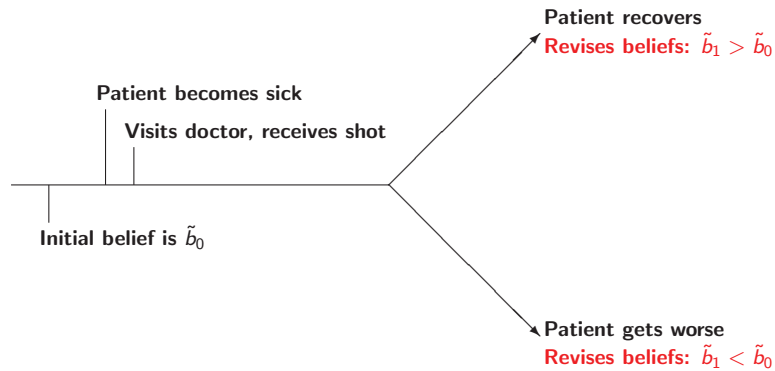 Patient recovers
Revises beliefs: b̃₁ > b̃₀
Patient becomes sick
Visits doctor, receives shot
Initial belief is b̃₀
Patient gets worse
Revises beliefs: b̃₁ < b̃₀